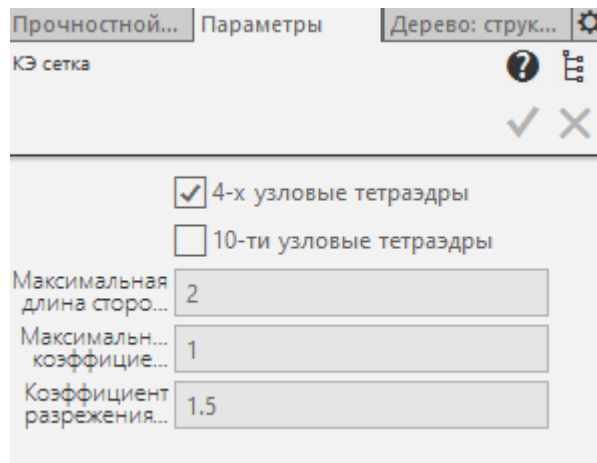 Прочностной... Параметры Дерево: струк...
КЭ сетка
4-х узловые тетраэдры
10-ти узловые тетраэдры
Максимальная
длина сторо... 2
Максимальн...
коэффицие... 1
Коэффициент
разрежения... 1.5